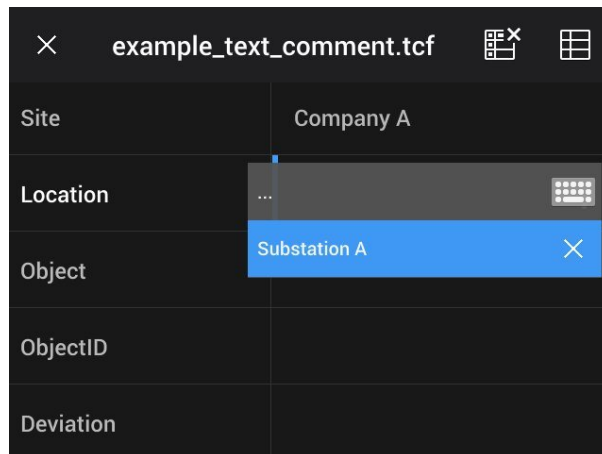 example_text_comment.tcf
Site
Company A
Location
...
Substation A
Object
ObjectID
Deviation